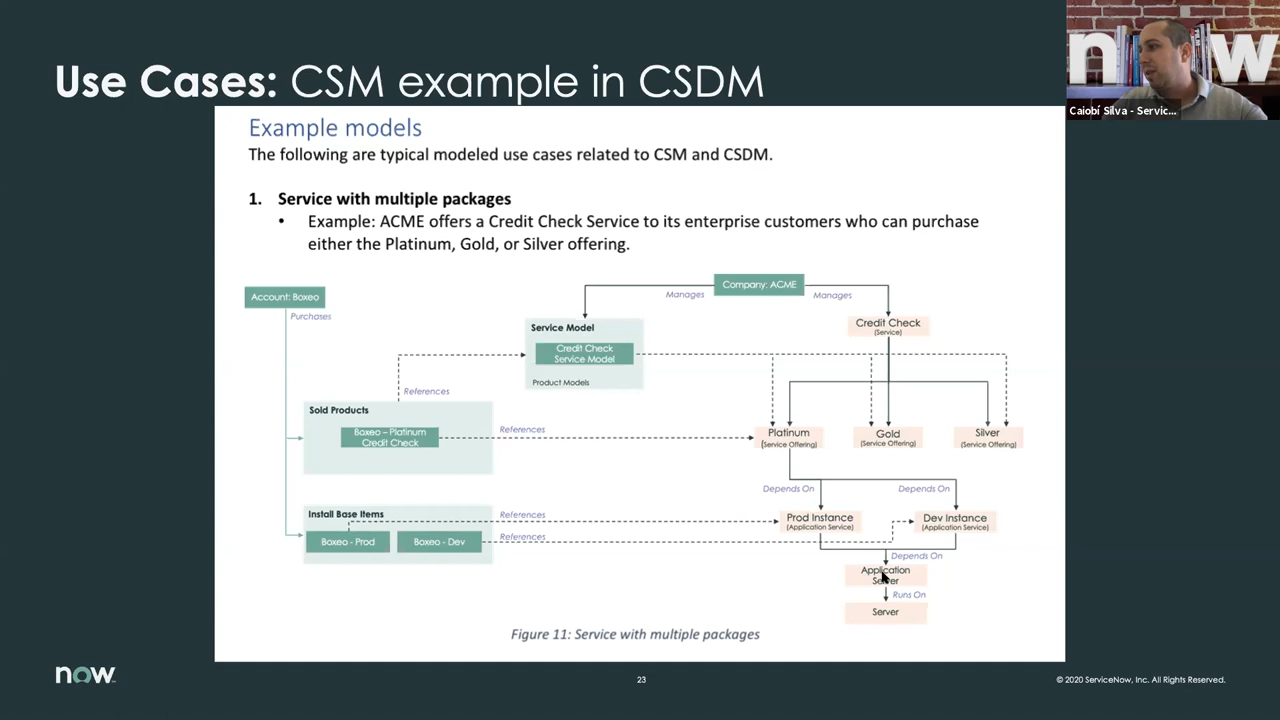 Use Cases: CSM example in CSDM
now
Caiobí Silva - Servic...
Example models
The following are typical modeled use cases related to CSM and CSDM.
1. Service with multiple packages
• Example: ACME offers a Credit Check Service to its enterprise customers who can purchase
either the Platinum, Gold, or Silver offering.
Account: Boxeo
Purchases
Company: ACME
Manages
Manages
Service Model
Credit Check
Service Model
Product Models
Credit Check
(Service)
References
Sold Products
Boxeo – Platinum
Credit Check
References
Platinum
(Service Offering)
Gold
(Service Offering)
Silver
(Service Offering)
Depends On
Depends On
Install Base Items
Boxeo - Prod
Boxeo - Dev
References
References
Prod Instance
(Application Service)
Dev Instance
(Application Service)
Depends On
Application
Server
Runs On
Server
Figure 11: Service with multiple packages
now
23
© 2020 ServiceNow, Inc. All Rights Reserved.